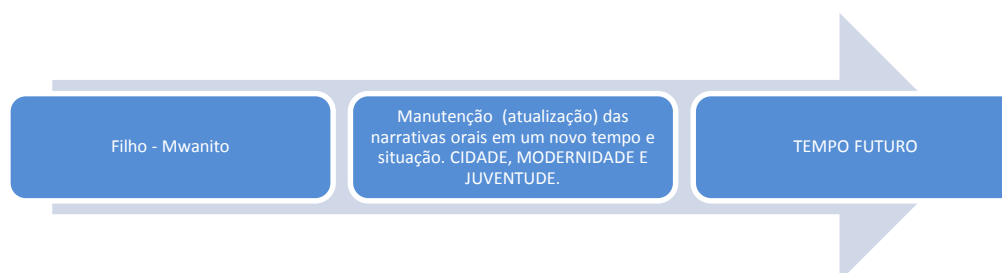 Filho - Mwanito
Manutenção (atualização) das
narrativas orais em um novo tempo e
situação. CIDADE, MODERNIDADE E
JUVENTUDE.
TEMPO FUTURO